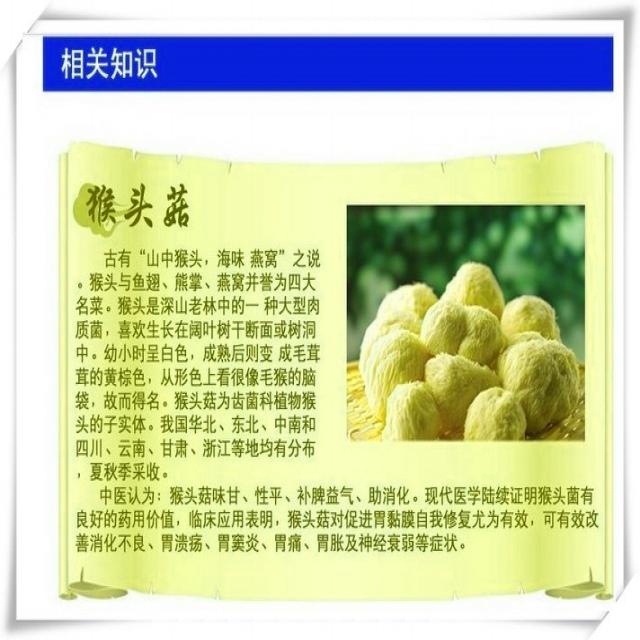 相关知识
猴头菇
古有“山中猴头，海味 燕窝”之说
。猴头与鱼翅、熊掌、燕窝并誉为四大
名菜。猴头是深山老林中的一 种大型肉
质菌，喜欢生长在阔叶树干断面或树洞
中。幼小时呈白色，成熟后则变 成毛茸
茸的黄棕色，从形色上看很像毛猴的脑
袋，故而得名。猴头菇为齿菌科植物猴
头的子实体。我国华北、东北、中南和
四川、云南、甘肃、浙江等地均有分布
，夏秋季采收。
中医认为：猴头菇味甘、性平、补脾益气、助消化。现代医学陆续证明猴头菌有
良好的药用价值，临床应用表明，猴头菇对促进胃黏膜自我修复尤为有效，可有效改
善消化不良、胃溃疡、胃窦炎、胃痛、胃胀及神经衰弱等症状。